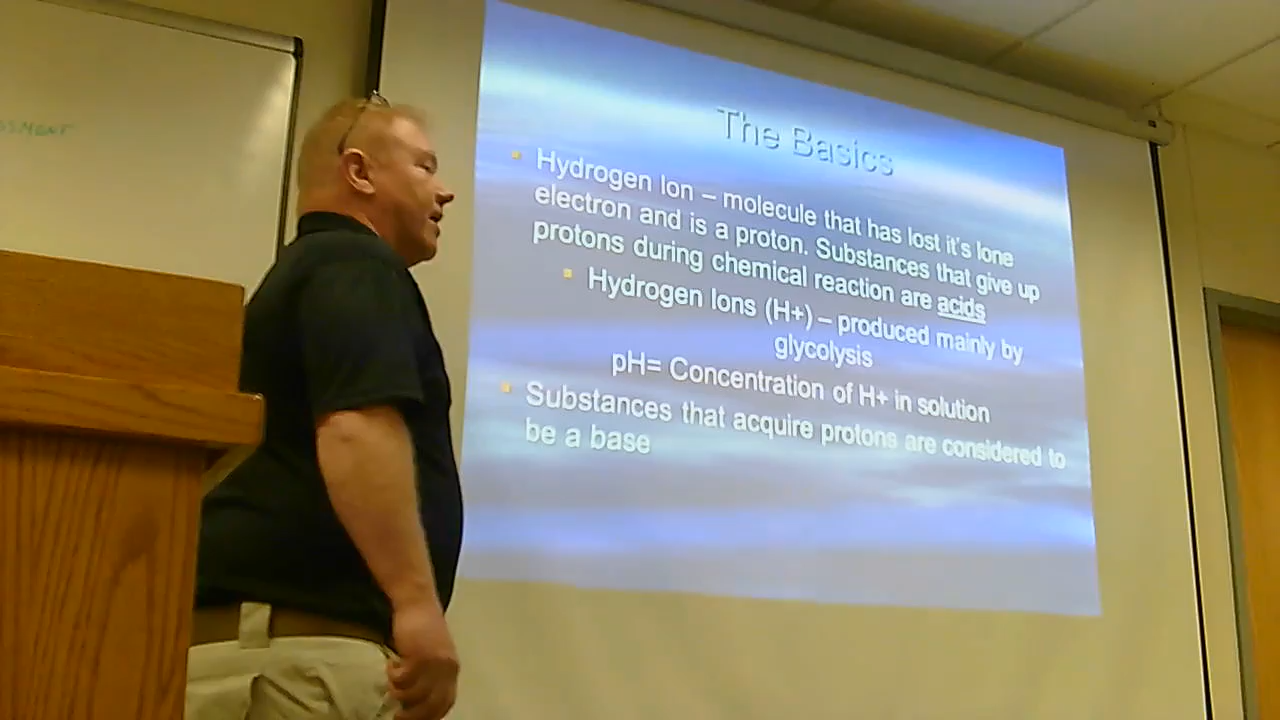 The Basics
Hydrogen Ion – molecule that has lost it's lone
electron and is a proton. Substances that give up
protons during chemical reaction are acids
Hydrogen Ions (H+) – produced mainly by
glycolysis
pH= Concentration of H+ in solution
Substances that acquire protons are considered to
be a base